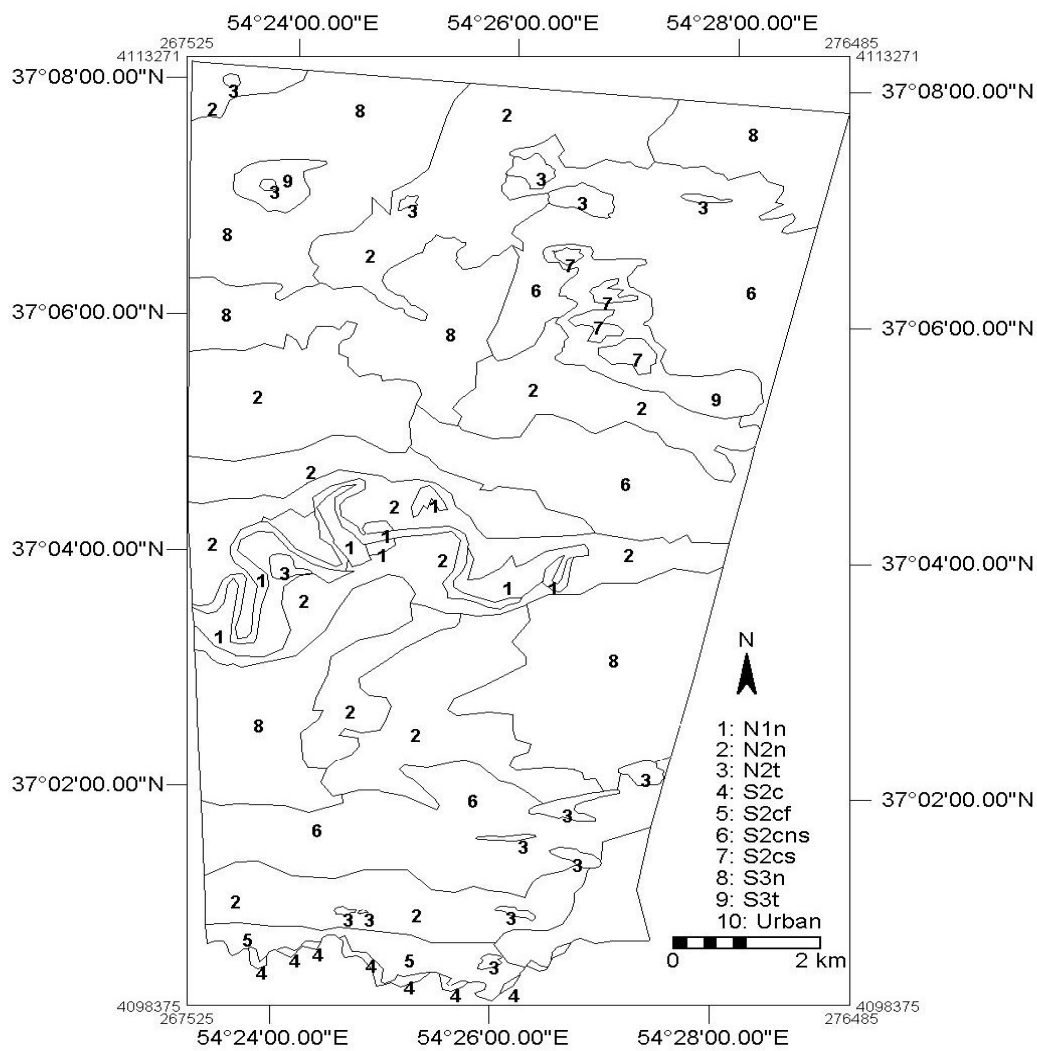 54°24'00.00"E 54°26'00.00"E 54°28'00.00"E
267525 276485
4113271 4113271
37°08'00.00"N 37°08'00.00"N
3
2 8 2
8
9 3 3
3 3 3
8
2
7
6 6
7
37°06'00.00"N 8 37°06'00.00"N
7
8
7
2 2
2 9
2
6
2 1
1
2 1 1 2 2
37°04'00.00"N 37°04'00.00"N
3 1
2 1 1
1
8 N
2
8 2
1: N1n
2: N2n
3: N2t
4: S2c
5: S2cf
6: S2cns
7: S2cs
8: S3n
9: S3t
10: Urban
0 2 km
37°02'00.00"N 3 37°02'00.00"N
6 3
6
3
3
2 3 3 2 3
5
4 4 4 4 5 3
4 4 4
4098375 4098375
267525 276485
54°24'00.00"E 54°26'00.00"E 54°28'00.00"E